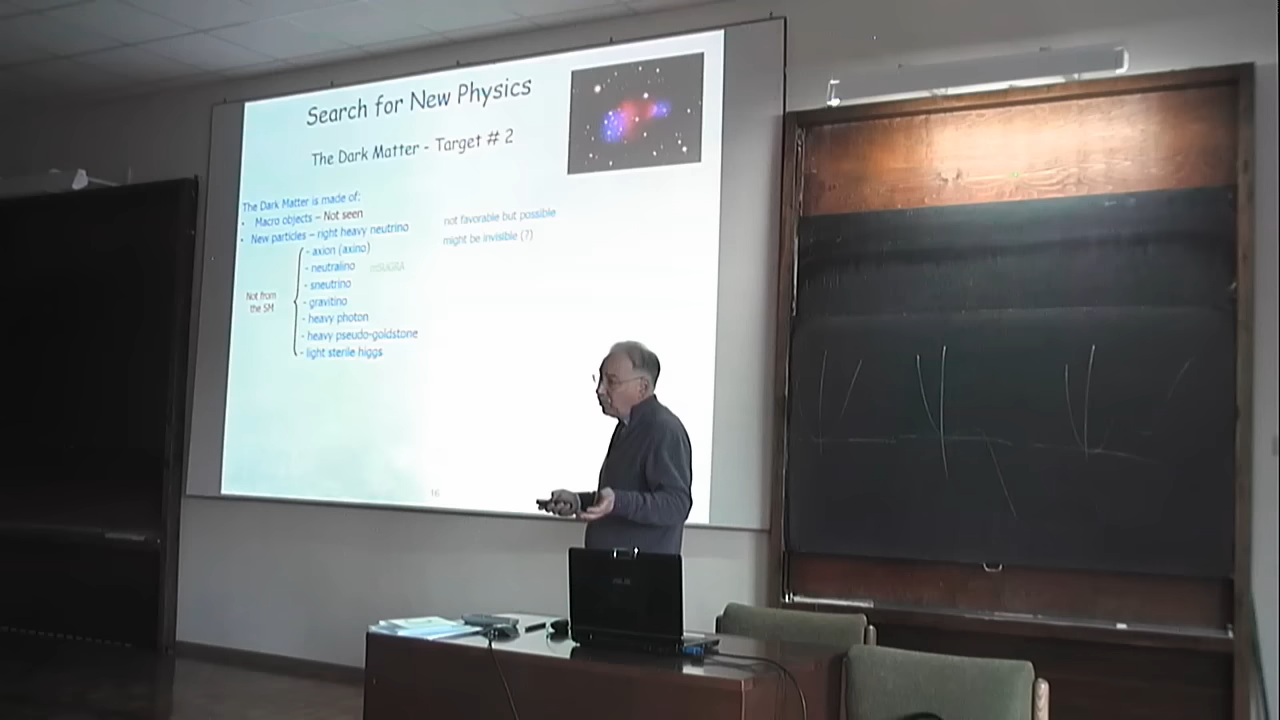 Search for New Physics
The Dark Matter - Target # 2
The Dark Matter is made of:
• Macro objects – Not seen
not favorable but possible
• New particles – right heavy neutrino
might be invisible (?)
Not from
the SM
- axion (axino)
- neutralino mSUGRA
- sneutrino
- gravitino
- heavy photon
- heavy pseudo-goldstone
- light sterile higgs
16
ASUS